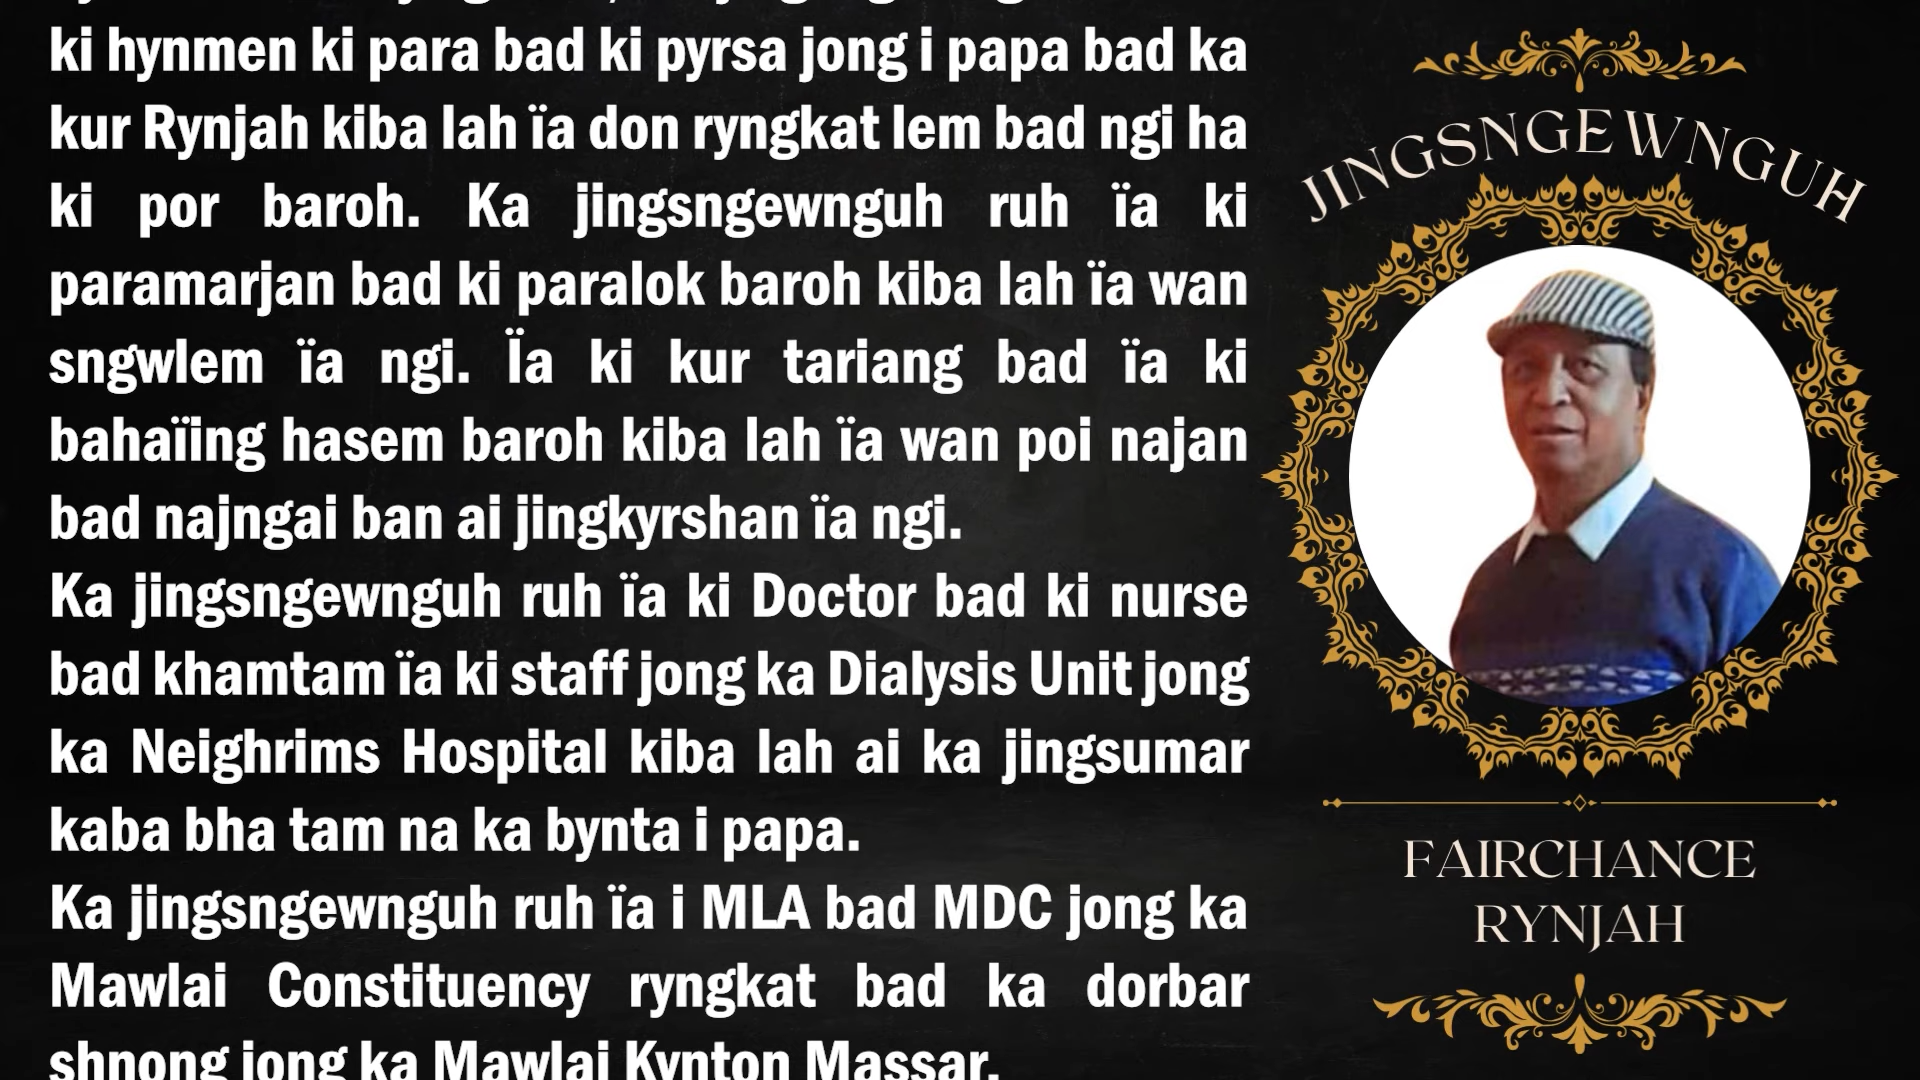 ki hynmen ki para bad ki pyrsa jong i papa bad ka
kur Rynjah kiba lah ïa don ryngkat lem bad ngi ha
ki por baroh. Ka jingsngewnguh ruh ïa ki
paramarjan bad ki paralok baroh kiba lah ïa wan
sngwlem ïa ngi. Ïa ki kur tariang bad ïa ki
bahaïing hasem baroh kiba lah ïa wan poi najan
bad najngai ban ai jingkyrshan ïa ngi.
Ka jingsngewnguh ruh ïa ki Doctor bad ki nurse
bad khamtam ïa ki staff jong ka Dialysis Unit jong
ka Neighrims Hospital kiba lah ai ka jingsumar
kaba bha tam na ka bynta i papa.
Ka jingsngewnguh ruh ïa i MLA bad MDC jong ka
Mawlai Constituency ryngkat bad ka dorbar
shnong jong ka Mawlai Kynton Massar.
JINGSNGEWNGUH
FAIRCHANCE
RYNJAH